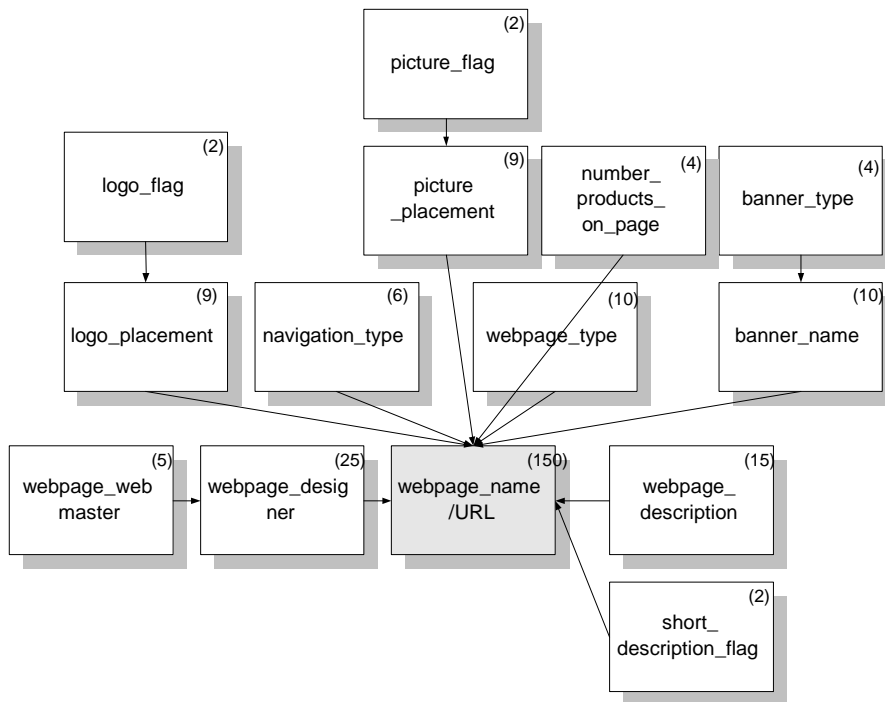 (2)
picture_flag
(2)
logo_flag
(9)
picture
_placement
(4)
number_
products_
on_page
(4)
banner_type
(9)
logo_placement
(6)
navigation_type
(10)
webpage_type
(10)
banner_name
(5)
webpage_web
master
(25)
webpage_desig
ner
(150)
webpage_name
/URL
(15)
webpage_
description
(2)
short_
description_flag